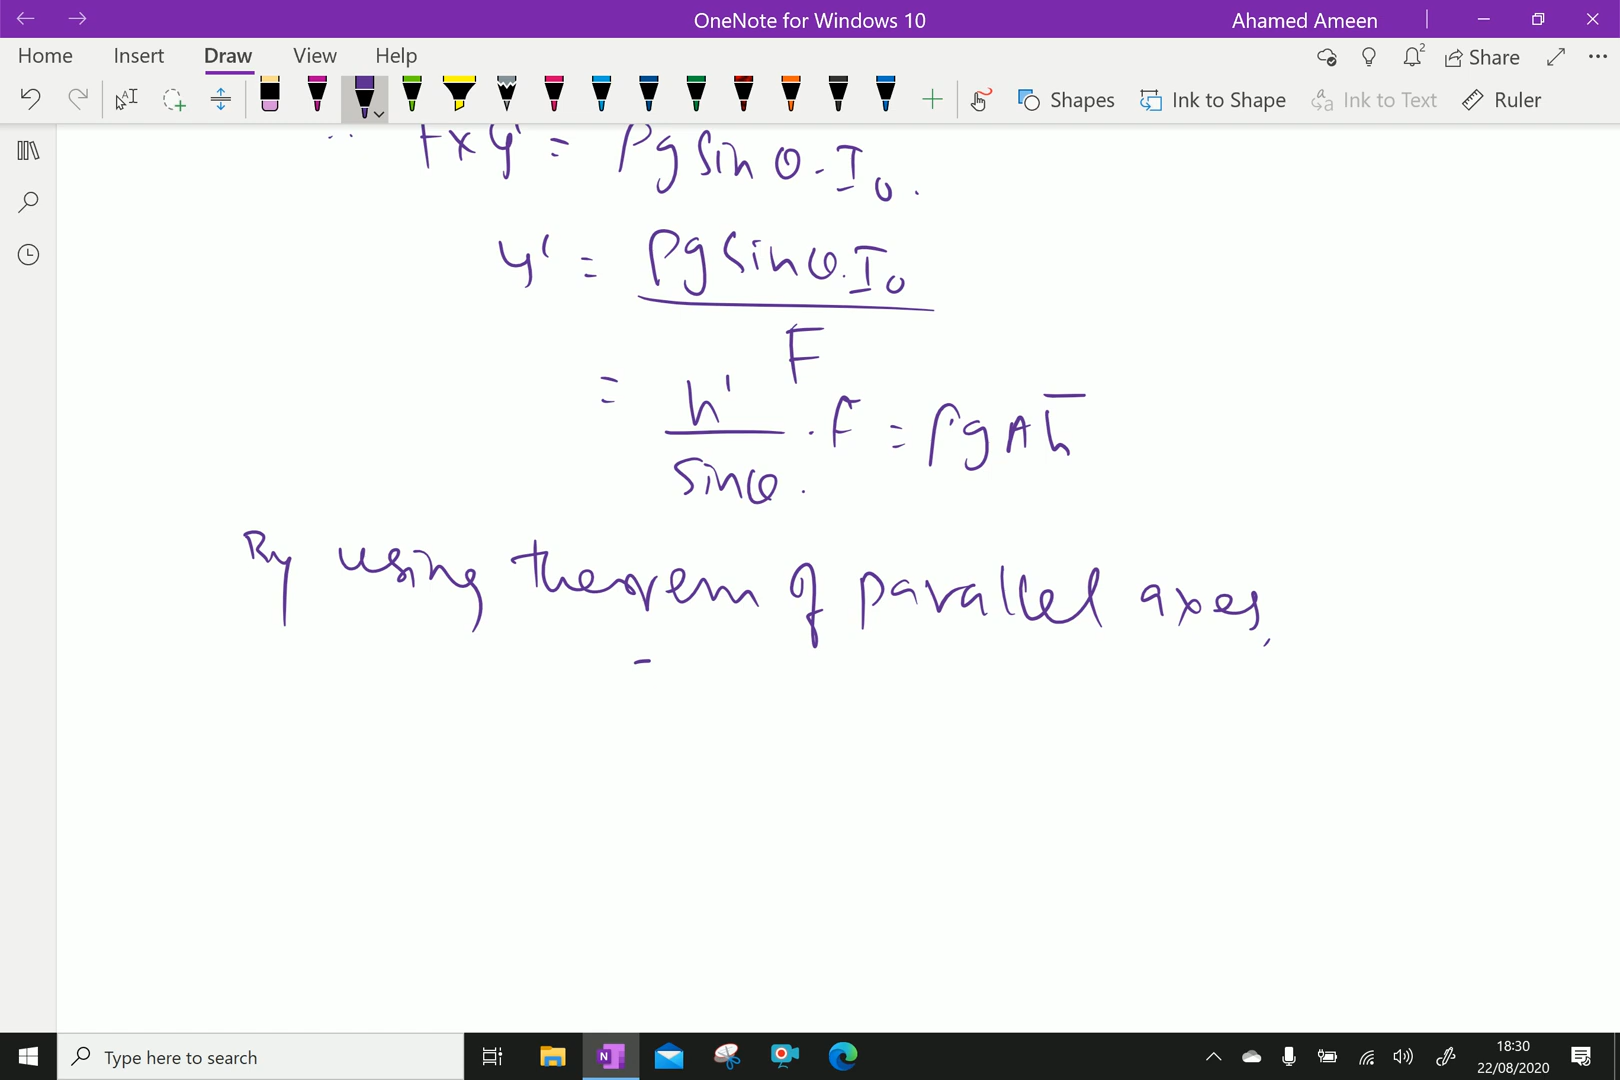 OneNote for Windows 10
Ahamed Ameen
Home Insert Draw View Help
2 Share
Shapes Ink to Shape Ink to Text Ruler
∴ F x y' = ρg sin θ. I₀.
y' = ρg sin θ. I₀
F
= h' . F = ρg A h̅
sin θ.
By using theorem of parallel axes,
Type here to search
18:30
22/08/2020